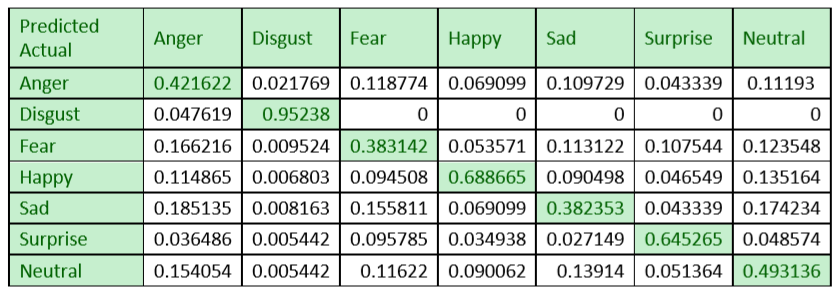 Predicted
Actual Anger Disgust Fear Happy Sad Surprise Neutral
Anger 0.421622 0.021769 0.118774 0.069099 0.109729 0.043339 0.11193
Disgust 0.047619 0.95238 0 0 0 0 0
Fear 0.166216 0.009524 0.383142 0.053571 0.113122 0.107544 0.123548
Happy 0.114865 0.006803 0.094508 0.688665 0.090498 0.046549 0.135164
Sad 0.185135 0.008163 0.155811 0.069099 0.382353 0.043339 0.174234
Surprise 0.036486 0.005442 0.095785 0.034938 0.027149 0.645265 0.048574
Neutral 0.154054 0.005442 0.11622 0.090062 0.13914 0.051364 0.493136